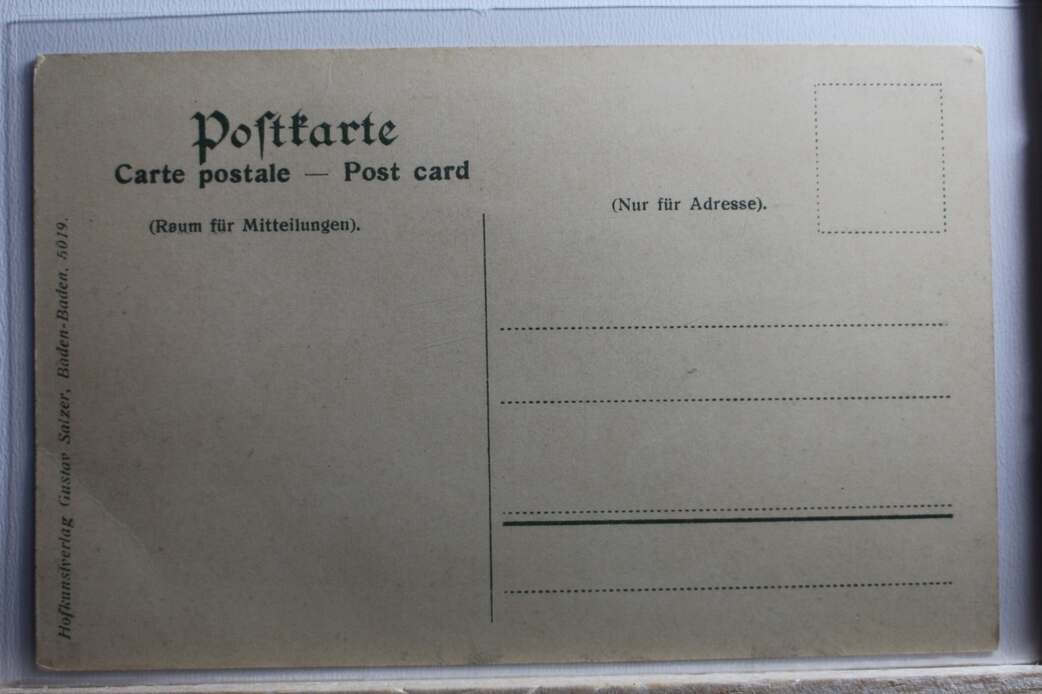 Poſtkarte
Carte postale — Post card
(Raum für Mitteilungen).
(Nur für Adresse).
Hofkunstverlag Gustav Salzer, Baden-Baden, 5019.